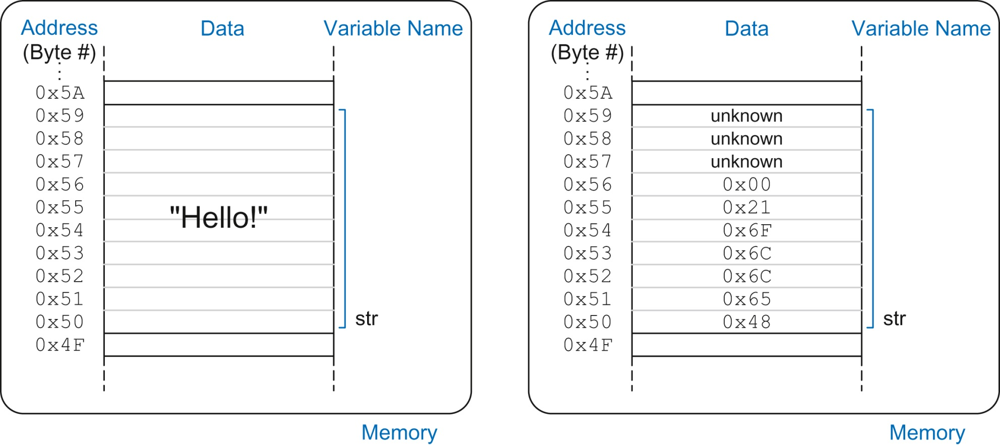 Address Data Variable Name
(Byte #)
0x5A
0x59
0x58
0x57
0x56
0x55
"Hello!"
0x54
0x53
0x52
0x51
0x50 str
0x4F
Memory
Address Data Variable Name
(Byte #)
0x5A
0x59 unknown
0x58 unknown
0x57 unknown
0x56 0x00
0x55 0x21
0x54 0x6F
0x53 0x6C
0x52 0x6C
0x51 0x65
0x50 0x48 str
0x4F
Memory